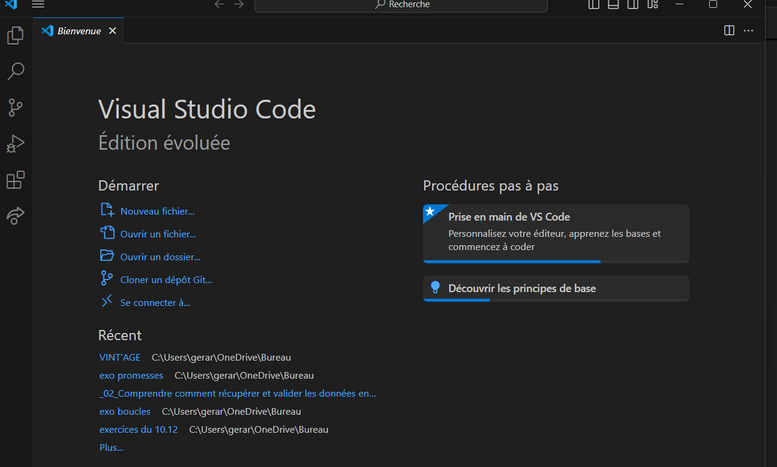 Recherche
Bienvenue
Visual Studio Code
Édition évoluée
Démarrer
Nouveau fichier...
Ouvrir un fichier...
Ouvrir un dossier...
Cloner un dépôt Git...
Se connecter à...
Récent
VINT'AGE C:\Users\gerar\OneDrive\Bureau
exo promesses C:\Users\gerar\OneDrive\Bureau
_02_Comprendre comment récupérer et valider les données en...
exo boucles C:\Users\gerar\OneDrive\Bureau
exercices du 10.12 C:\Users\gerar\OneDrive\Bureau
Plus...
Procédures pas à pas
Prise en main de VS Code
Personnalisez votre éditeur, apprenez les bases et
commencez à coder
Découvrir les principes de base